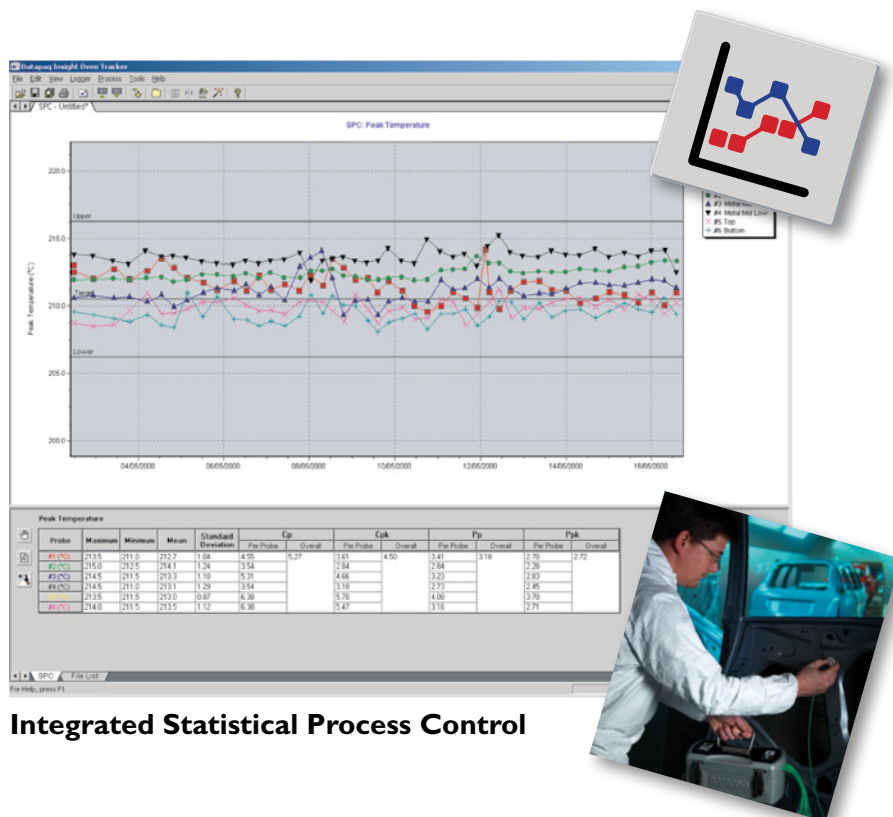 Datapaq Insight Oven Tracker
File Edit View Logger Process Tools Help
SPC - Untitled*
SPC: Peak Temperature
#3 Metal Mid
#4 Metal Mid Low
#5 Top
#6 Bottom
Peak Temperature (°C)
220.0
Upper
215.0
Target
210.0
Lower
205.0
200.0
04/05/2000 06/05/2000 08/05/2000 10/05/2000 12/05/2000 14/05/2000 16/05/2000
Peak Temperature
Probe Maximum Minimum Mean Standard Deviation Cp Cpk Pp Ppk
Per Probe Overall Per Probe Overall Per Probe Overall Per Probe Overall
#1 (°C) 213.5 211.0 212.7 1.04 4.55 5.27 3.61 4.50 3.41 3.18 2.70 2.72
#2 (°C) 215.0 212.5 214.1 1.24 3.54 2.84 2.84 2.28
#3 (°C) 214.5 211.5 213.3 1.10 5.31 4.66 3.23 2.83
#4 (°C) 214.5 211.0 213.1 1.29 3.54 3.18 2.73 2.45
213.5 211.5 213.0 0.87 6.38 5.78 4.08 3.70
#6 (°C) 214.0 211.5 213.5 1.12 6.38 5.47 3.16 2.71
SPC File List
For Help, press F1
Integrated Statistical Process Control
DATAPAQ